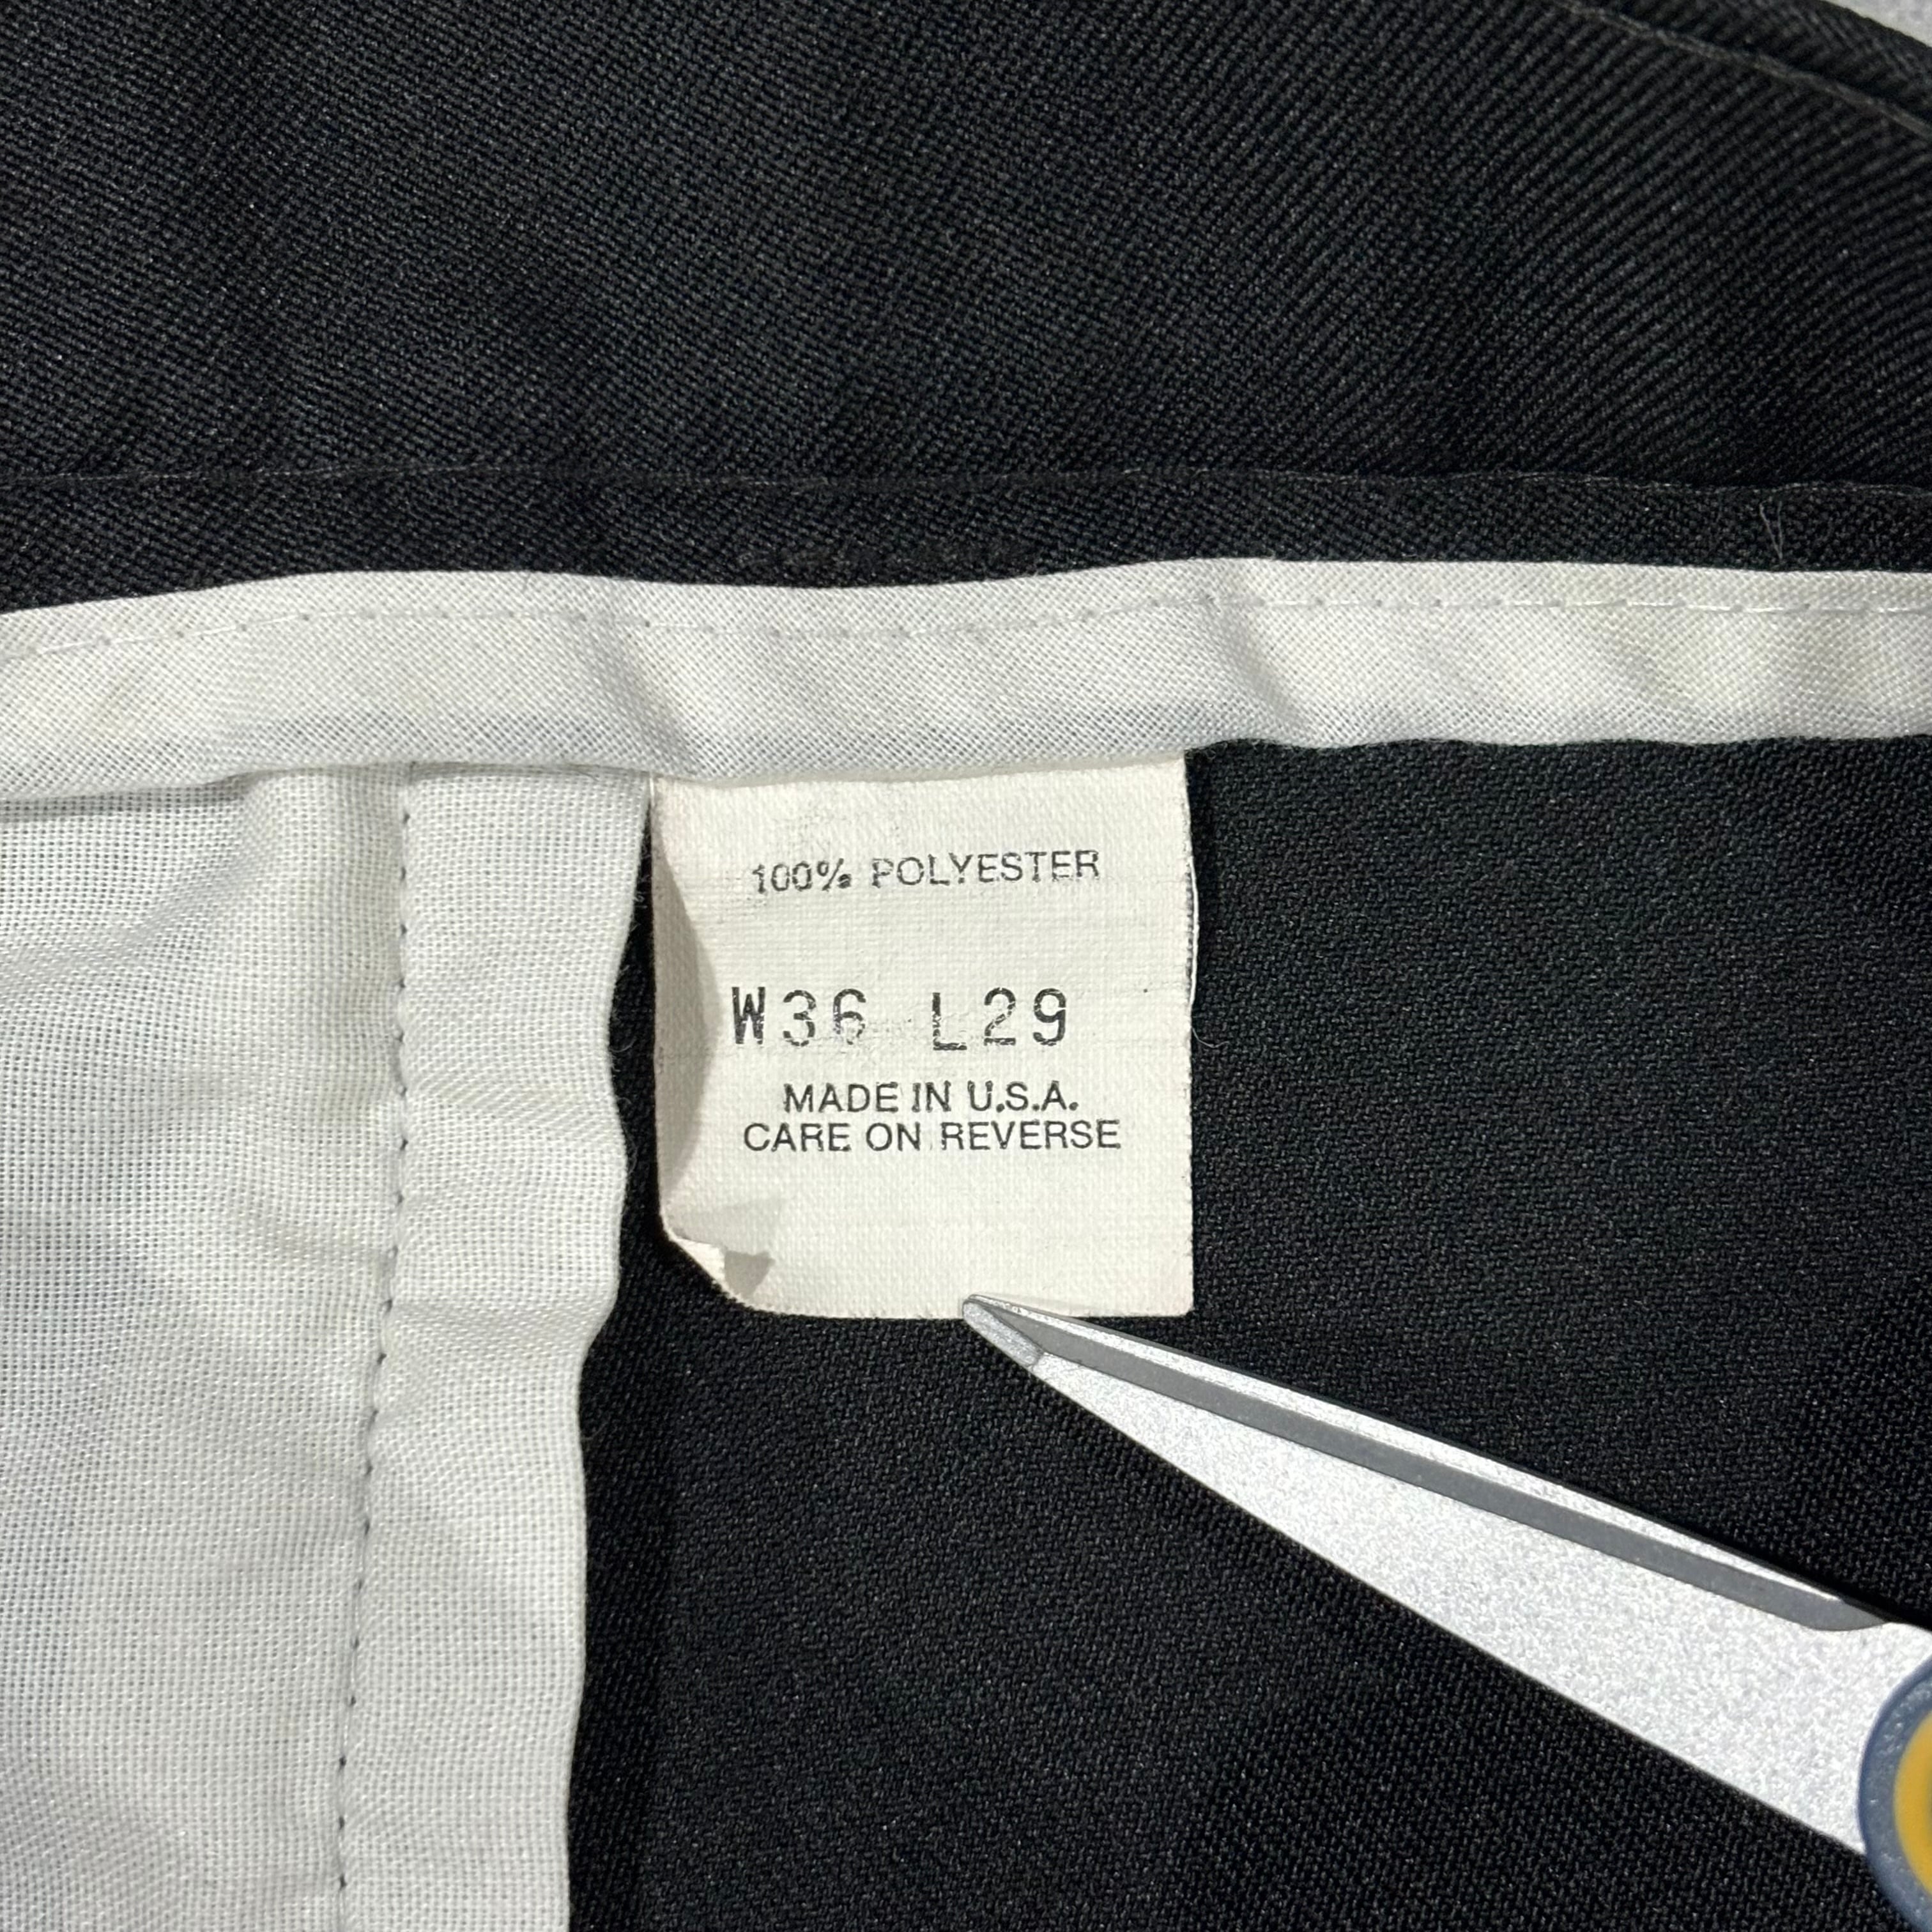 100% POLYESTER
W36 L29
MADE IN U.S.A.
CARE ON REVERSE